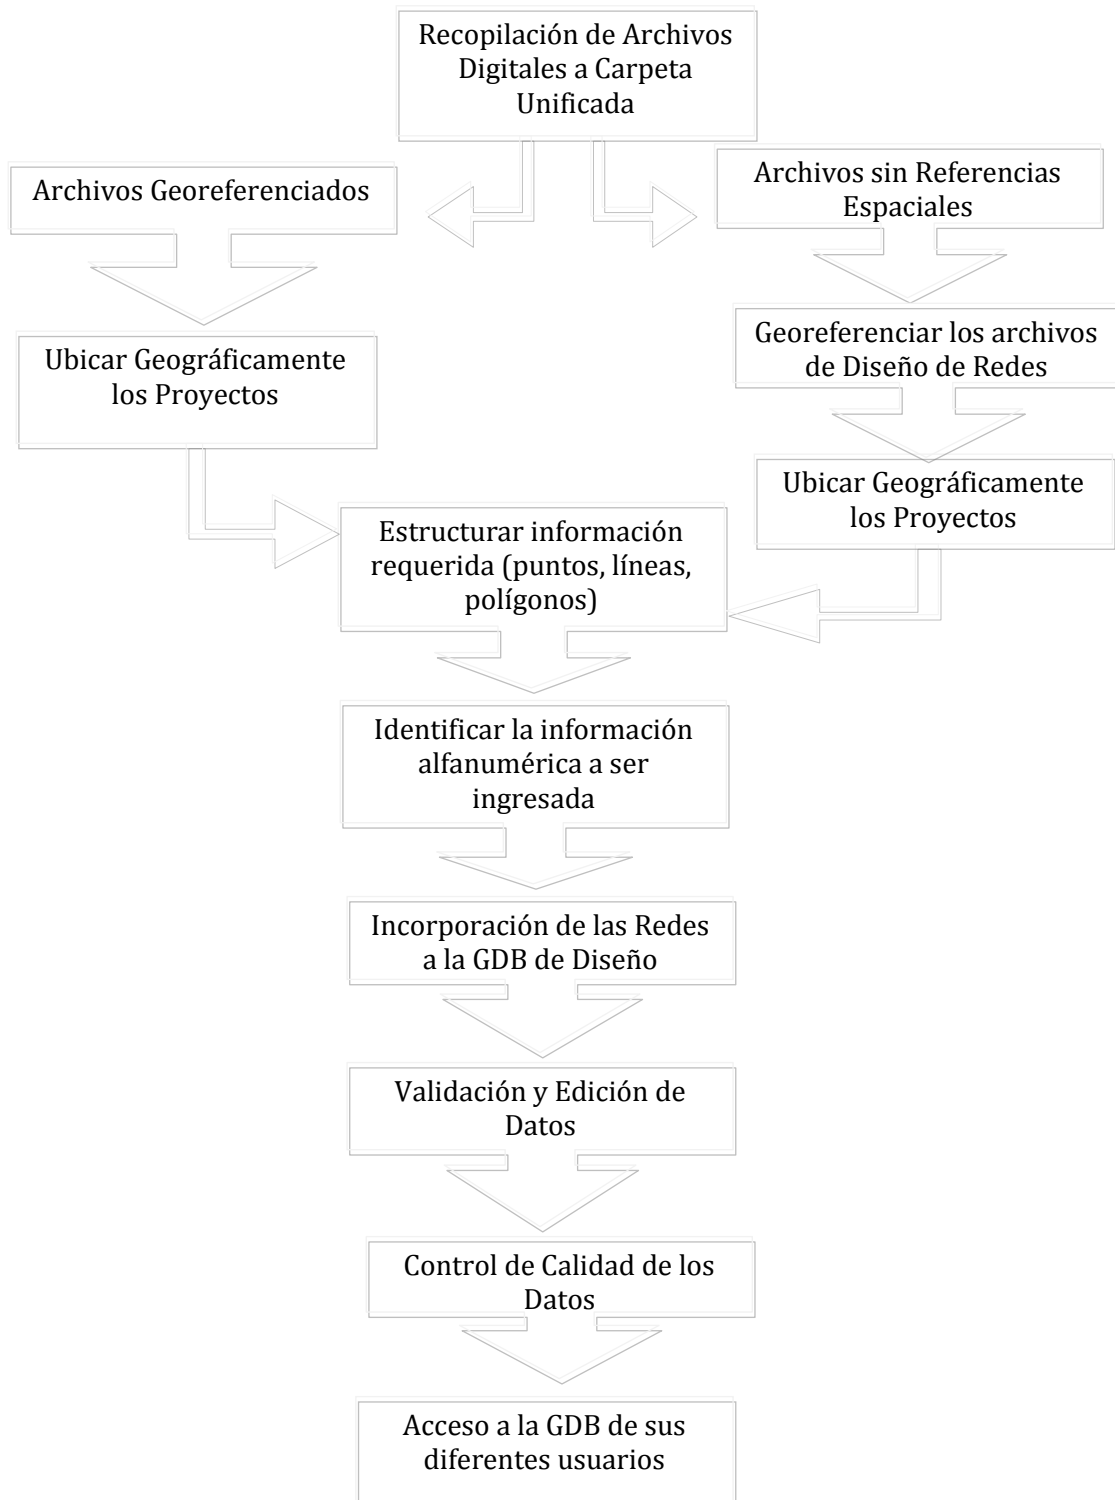 Recopilación de Archivos
Digitales a Carpeta
Unificada
Archivos Georeferenciados
Archivos sin Referencias
Espaciales
Ubicar Geográficamente
los Proyectos
Georeferenciar los archivos
de Diseño de Redes
Ubicar Geográficamente
los Proyectos
Estructurar información
requerida (puntos, líneas,
polígonos)
Identificar la información
alfanumérica a ser
ingresada
Incorporación de las Redes
a la GDB de Diseño
Validación y Edición de
Datos
Control de Calidad de los
Datos
Acceso a la GDB de sus
diferentes usuarios